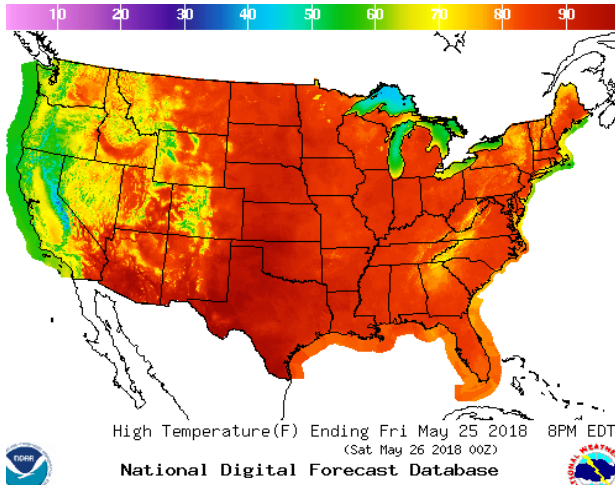 10 20 30 40 50 60 70 80 90
High Temperature(F) Ending Fri May 25 2018 8PM EDT
(Sat May 26 2018 00Z)
National Digital Forecast Database
NOAA